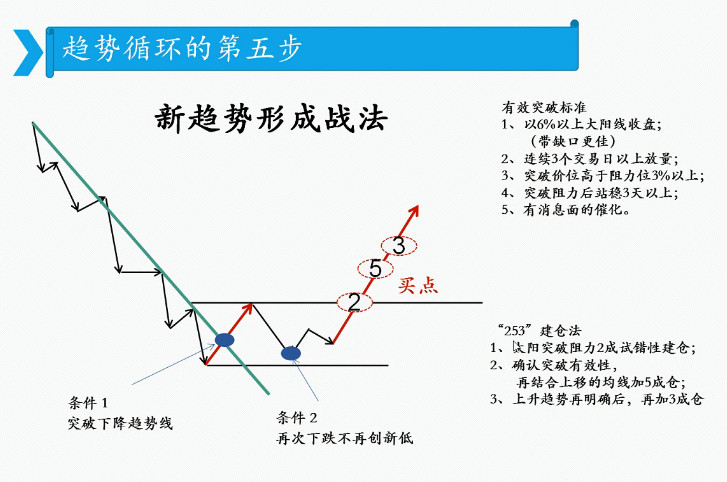 趋势循环的第五步
新趋势形成战法
有效突破标准
1、以6%以上大阳线收盘；
（带缺口更佳）
2、连续3个交易日以上放量；
3、突破价位高于阻力位3%以上；
4、突破阻力后站稳3天以上；
5、有消息面的催化。
3
5
买点
2
“253”建仓法
1、大阳突破阻力2成试错性建仓；
2、确认突破有效性，
再结合上移的均线加5成仓；
3、上升趋势再明确后，再加3成仓
条件1
突破下降趋势线
条件2
再次下跌不再创新低